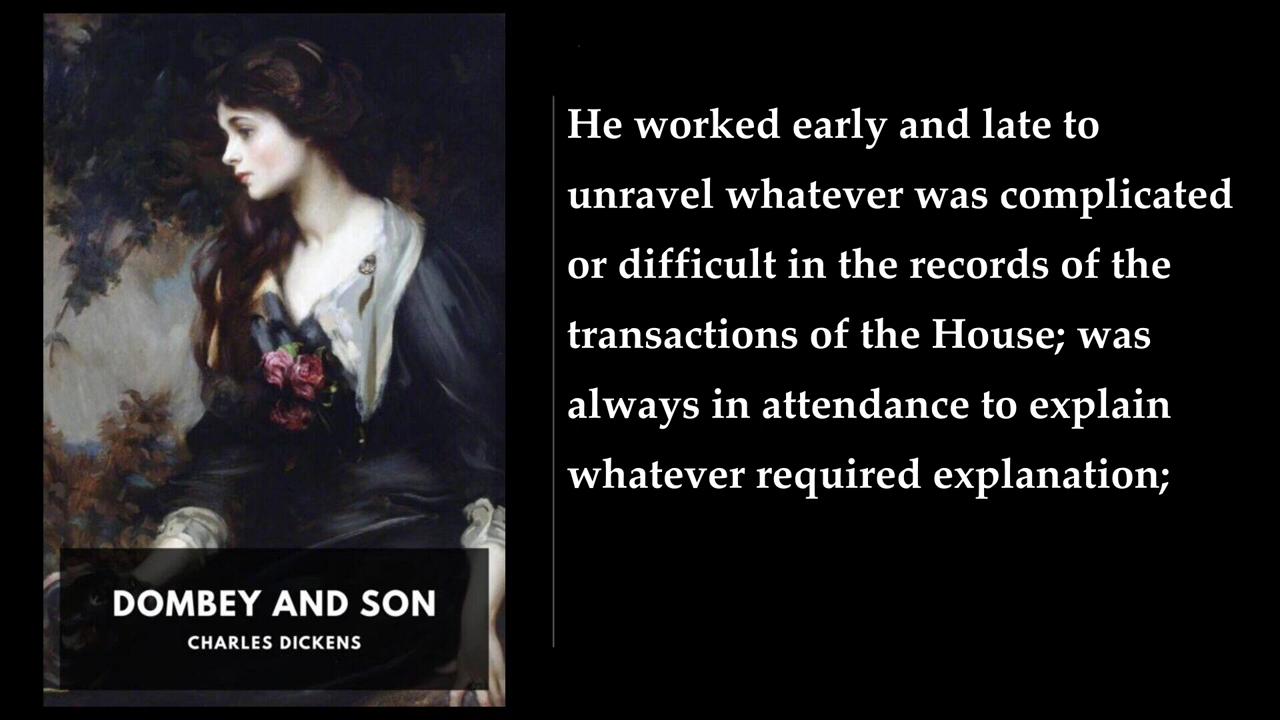 He worked early and late to
unravel whatever was complicated
or difficult in the records of the
transactions of the House; was
always in attendance to explain
whatever required explanation;
DOMBEY AND SON
CHARLES DICKENS